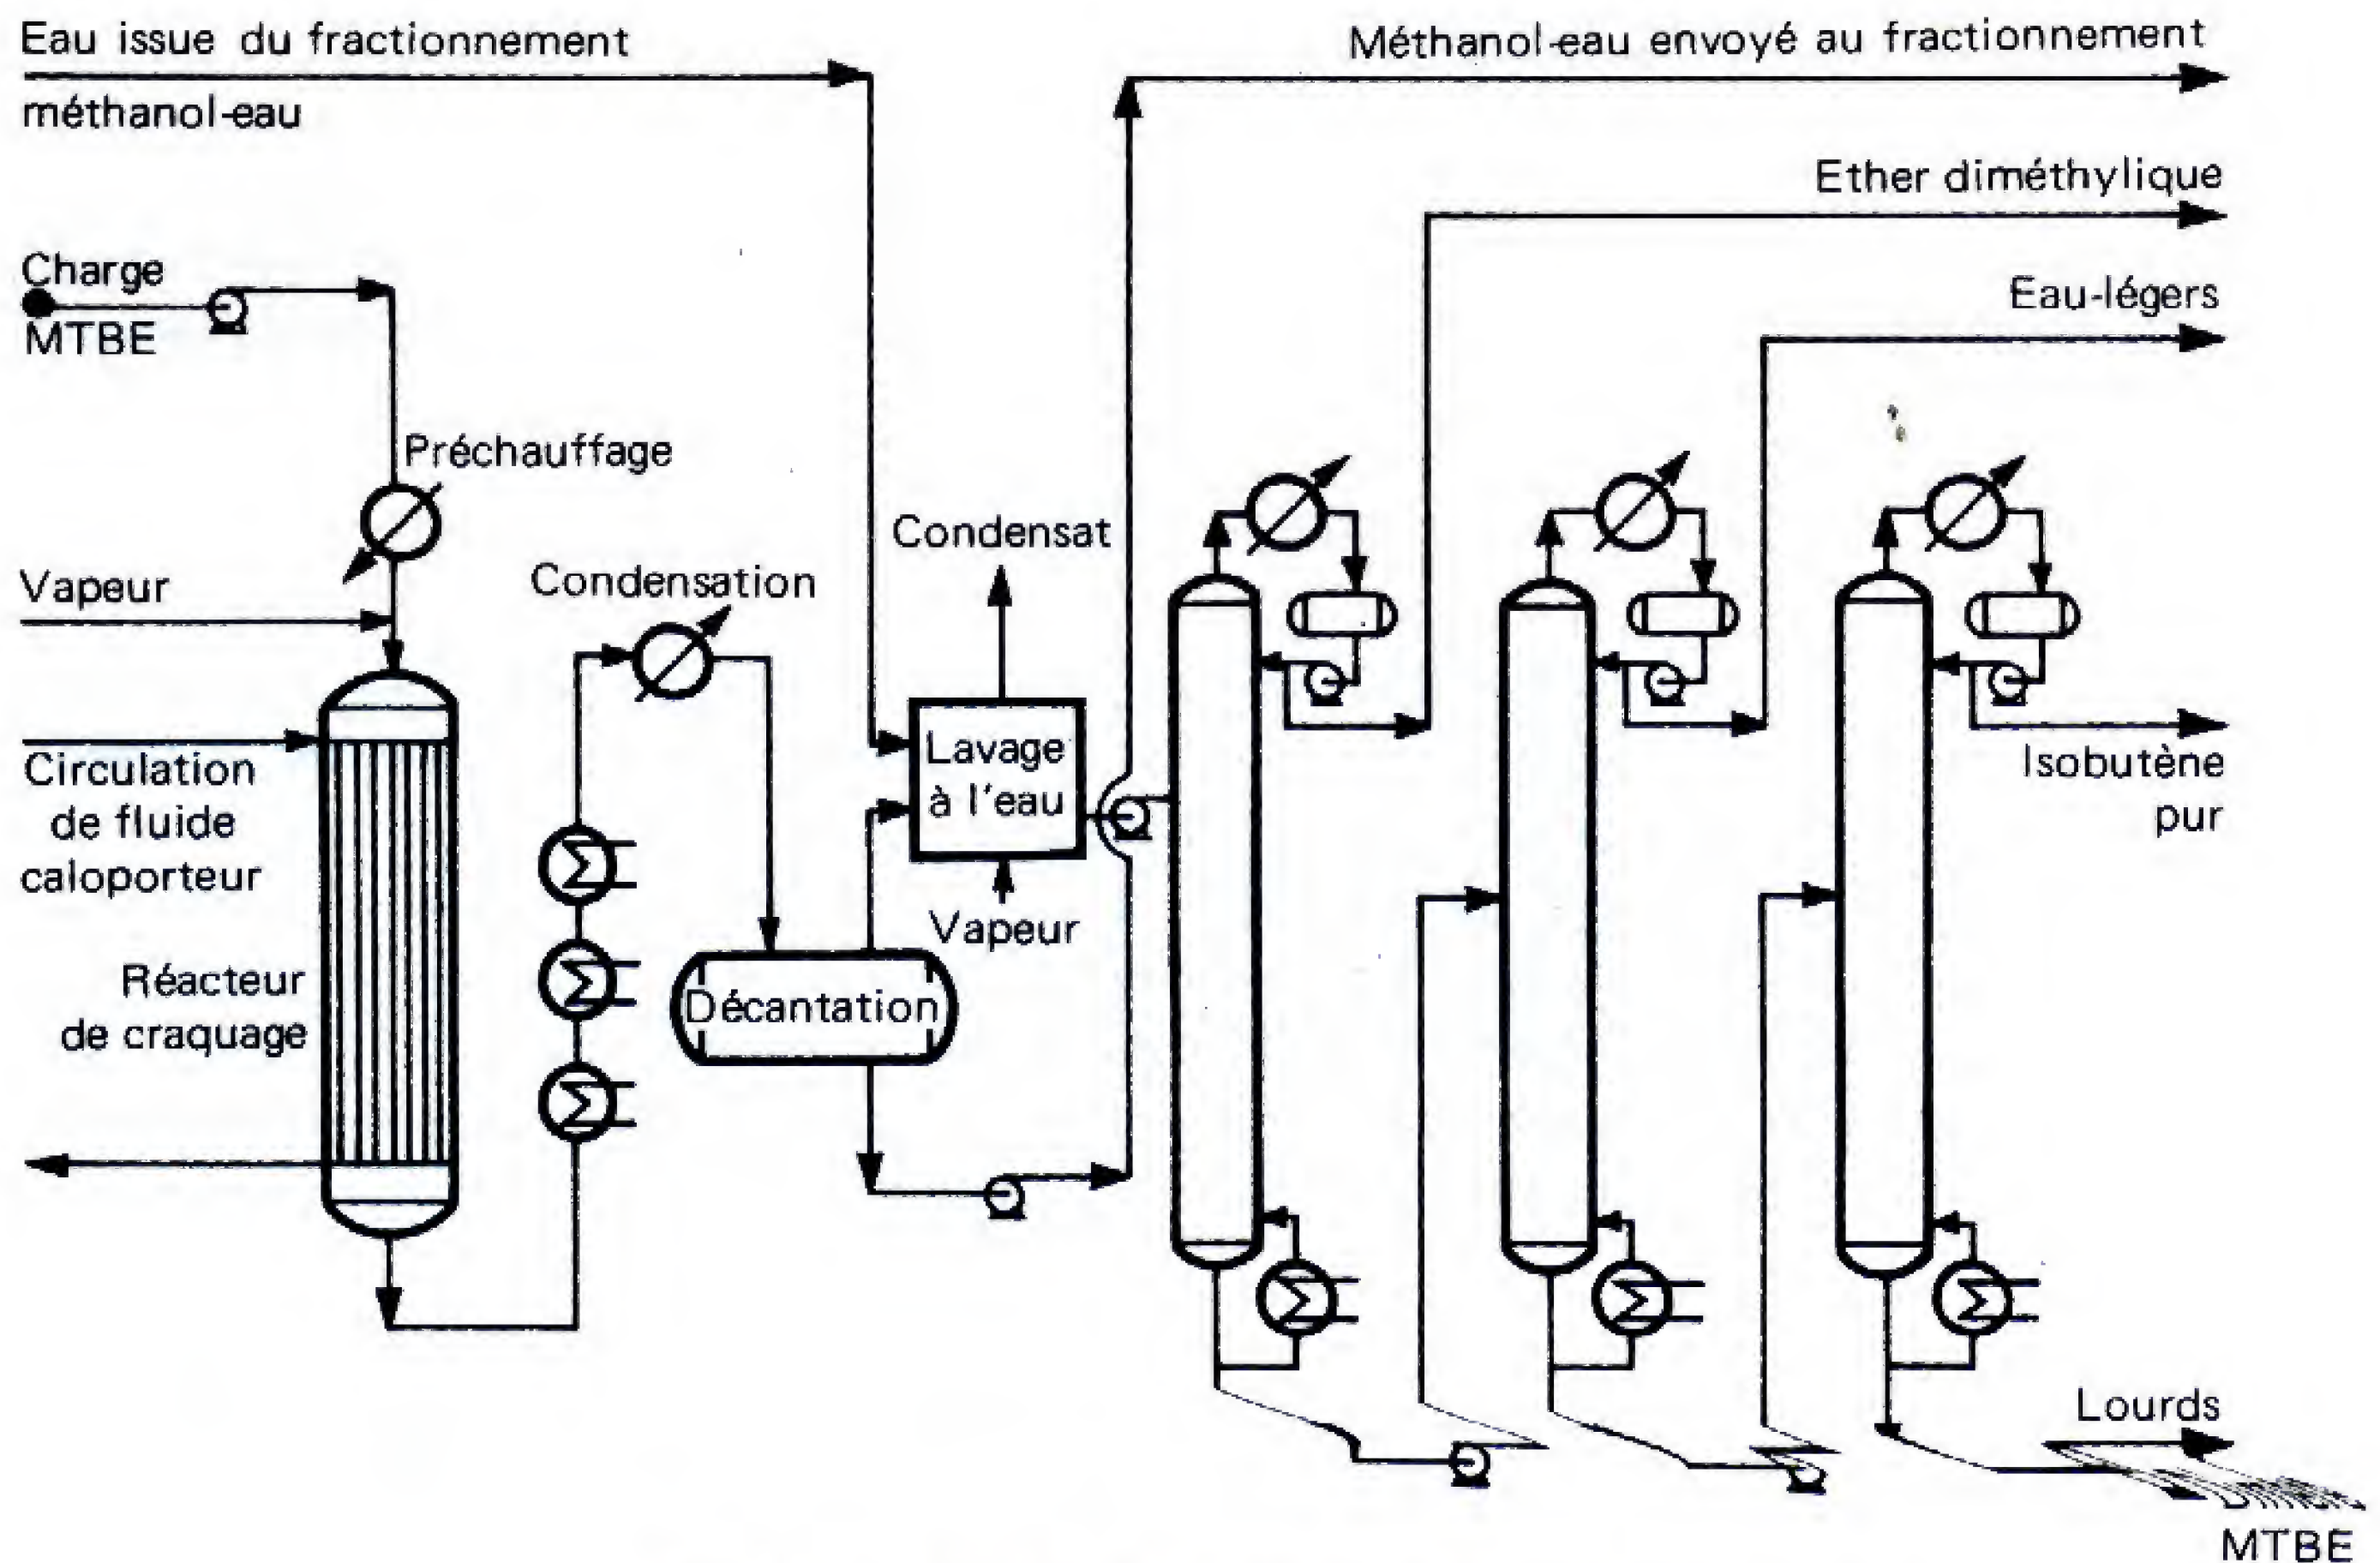 Eau issue du fractionnement
méthanol-eau
Méthanol-eau envoyé au fractionnement
Ether diméthylique
Eau-légers
Charge
MTBE
Préchauffage
Vapeur
Condensation
Condensat
Lavage
à l'eau
Vapeur
Circulation
de fluide
caloporteur
Réacteur
de craquage
Décantation
Isobutène
pur
Lourds
MTBE